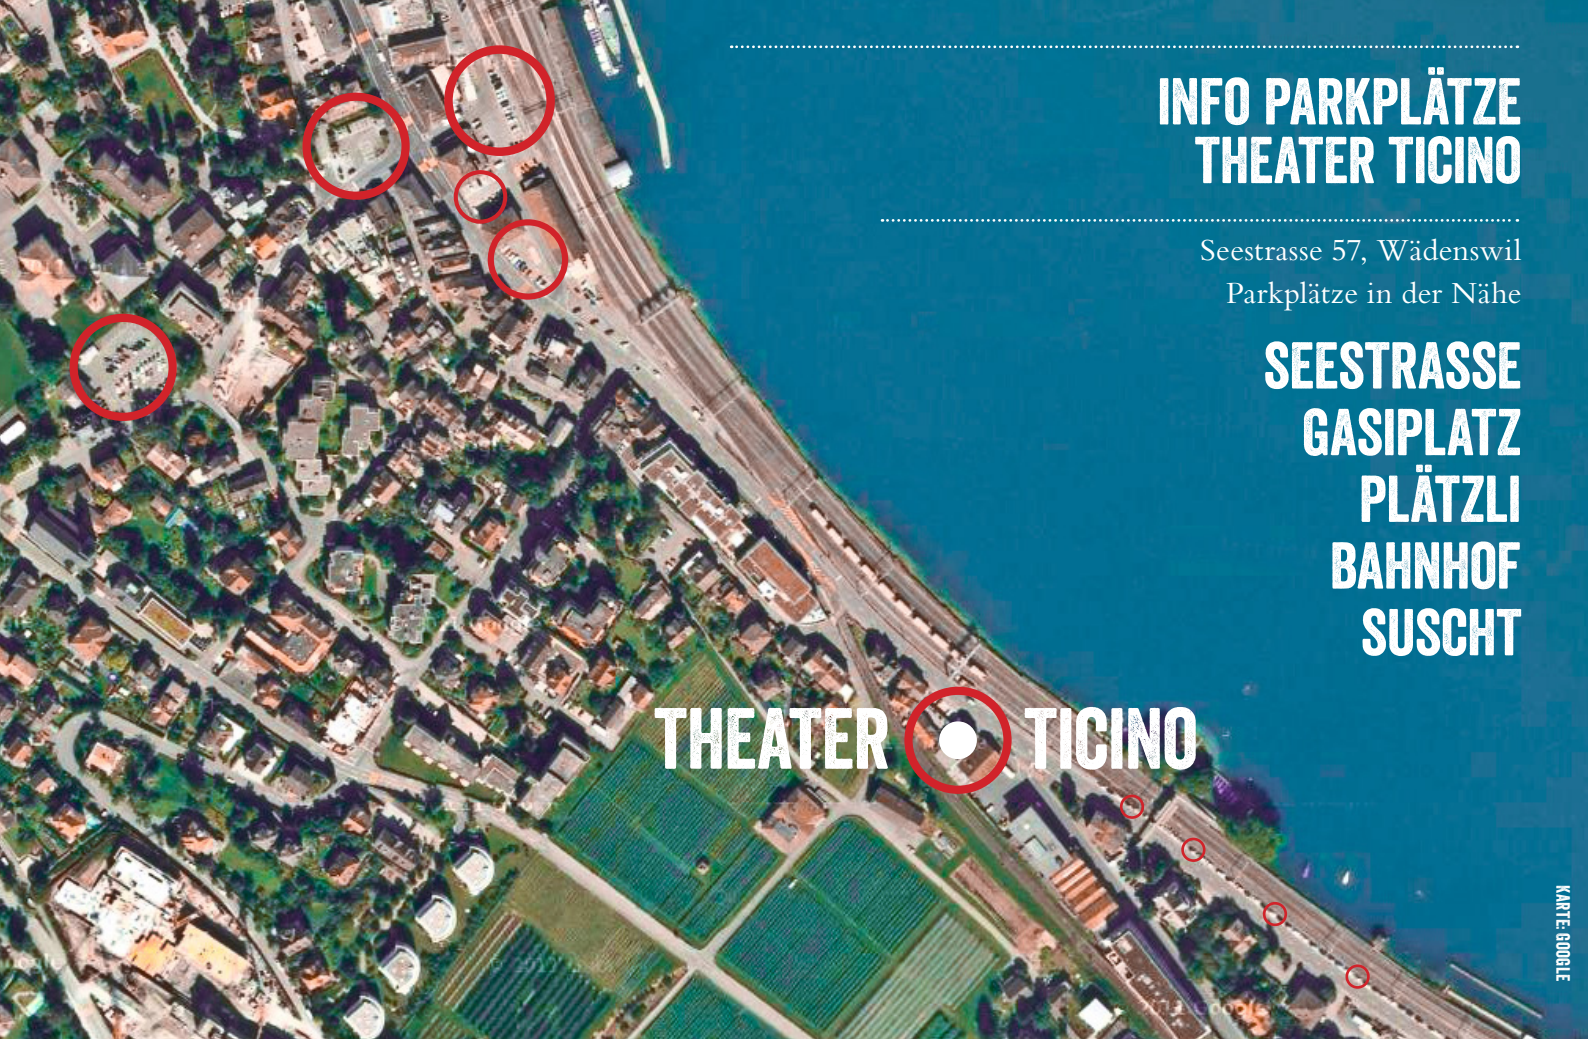 INFO PARKPLÄTZE
THEATER TICINO
Seestrasse 57, Wädenswil
Parkplätze in der Nähe
SEESTRASSE
GASIPLATZ
PLÄTZLI
BAHNHOF
SUSCHT
THEATER TICINO
KARTE: GOOGLE